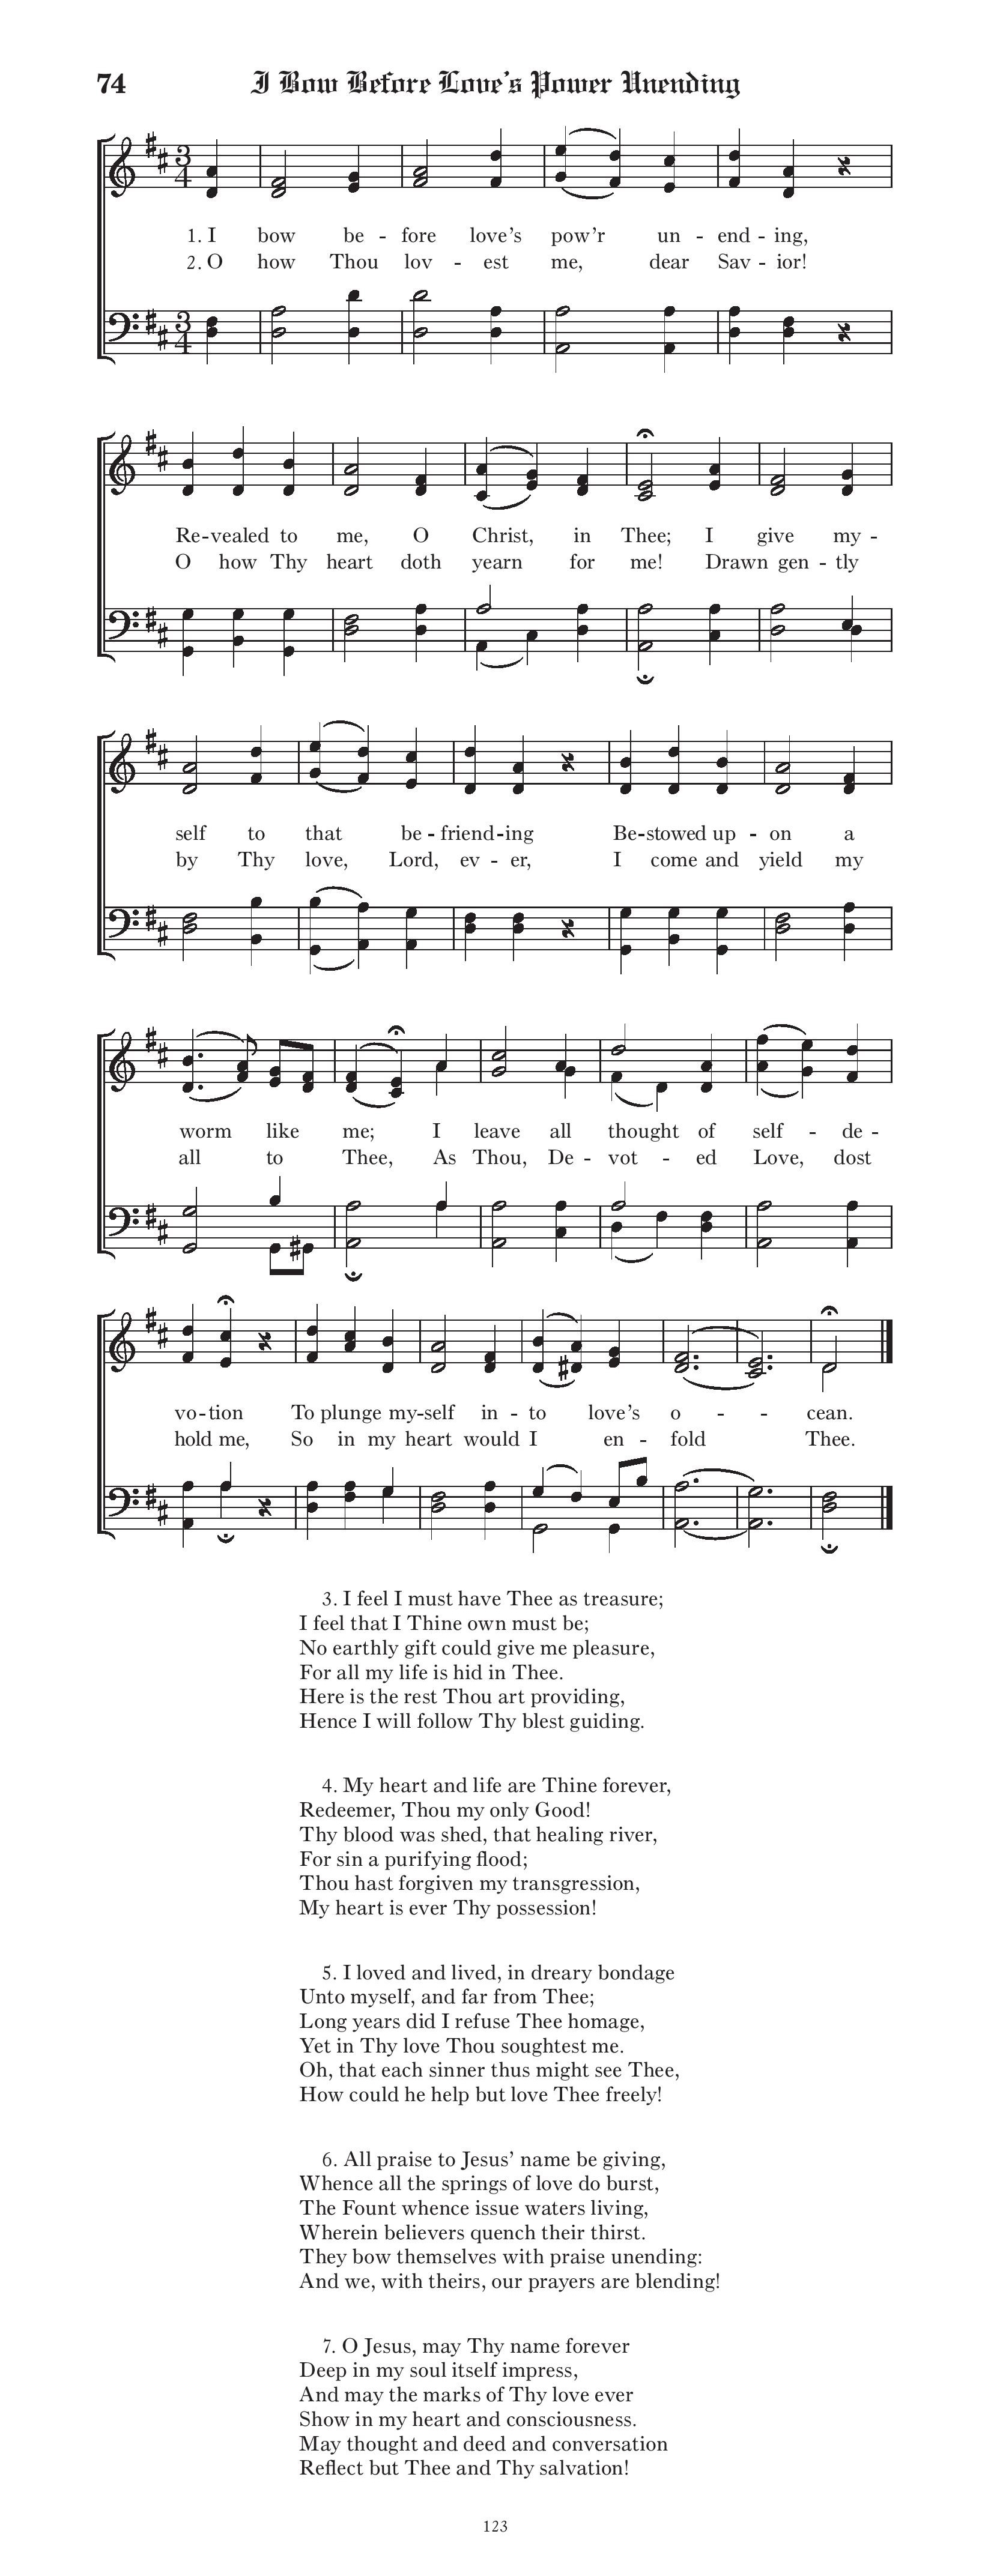 74 I Bow Before Love’s Power Unending
1. I bow be - fore love’s pow’r un - end - ing,
2. O how Thou lov - est me, dear Sav - ior!
Re-vealed to me, O Christ, in Thee; I give my -
O how Thy heart doth yearn for me! Drawn gen - tly
self to that be - friend-ing Be-stowed up - on a
by Thy love, Lord, ev - er, I come and yield my
worm like me; I leave all thought of self - de -
all to Thee, As Thou, De - vot - ed Love, dost
vo-tion To plunge my-self in - to love’s o - - cean.
hold me, So in my heart would I en - fold Thee.
3. I feel I must have Thee as treasure;
I feel that I Thine own must be;
No earthly gift could give me pleasure,
For all my life is hid in Thee.
Here is the rest Thou art providing,
Hence I will follow Thy blest guiding.
4. My heart and life are Thine forever,
Redeemer, Thou my only Good!
Thy blood was shed, that healing river,
For sin a purifying flood;
Thou hast forgiven my transgression,
My heart is ever Thy possession!
5. I loved and lived, in dreary bondage
Unto myself, and far from Thee;
Long years did I refuse Thee homage,
Yet in Thy love Thou soughtest me.
Oh, that each sinner thus might see Thee,
How could he help but love Thee freely!
6. All praise to Jesus’ name be giving,
Whence all the springs of love do burst,
The Fount whence issue waters living,
Wherein believers quench their thirst.
They bow themselves with praise unending:
And we, with theirs, our prayers are blending!
7. O Jesus, may Thy name forever
Deep in my soul itself impress,
And may the marks of Thy love ever
Show in my heart and consciousness.
May thought and deed and conversation
Reflect but Thee and Thy salvation!
123